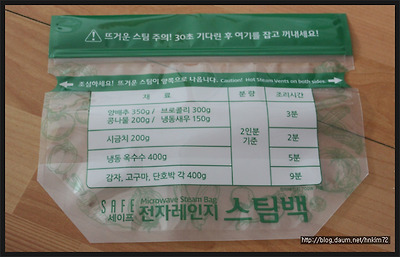 뜨거운 스팀 주의! 30초 기다린 후 여기를 잡고 꺼내세요!
조심하세요! 뜨거운 스팀이 양쪽으로 나옵니다. Caution! Hot Steam Vents on both sides.
재 료 분 량 조리시간
양배추 350g / 브로콜리 300g
콩나물 200g / 냉동새우 150g
3분
시금치 200g
2인분
기준
2분
냉동 옥수수 400g
5분
감자, 고구마, 단호박 각 400g
9분
SAFE
세이프
Microwave Steam Bag
전자레인지 스팀백
http://blog.daum.net/hnkim72